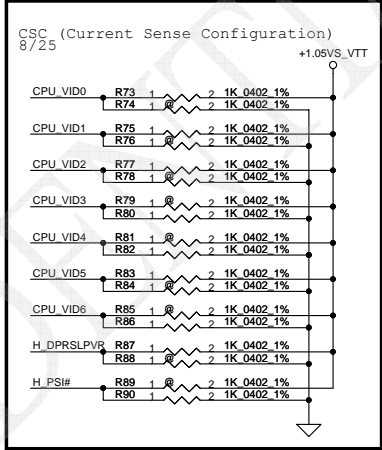 CSC (Current Sense Configuration)
8/25
+1.05VS_VTT
CPU_VID0 R73 1 2 1K_0402_1%
R74 1 @ 2 1K_0402_1%
CPU_VID1 R75 1 2 1K_0402_1%
R76 1 @ 2 1K_0402_1%
CPU_VID2 R77 1 2 1K_0402_1%
R78 1 @ 2 1K_0402_1%
CPU_VID3 R79 1 @ 2 1K_0402_1%
R80 1 2 1K_0402_1%
CPU_VID4 R81 1 @ 2 1K_0402_1%
R82 1 2 1K_0402_1%
CPU_VID5 R83 1 2 1K_0402_1%
R84 1 @ 2 1K_0402_1%
CPU_VID6 R85 1 @ 2 1K_0402_1%
R86 1 2 1K_0402_1%
H_DPRSLPVR R87 1 2 1K_0402_1%
R88 1 @ 2 1K_0402_1%
H_PSI# R89 1 @ 2 1K_0402_1%
R90 1 2 1K_0402_1%